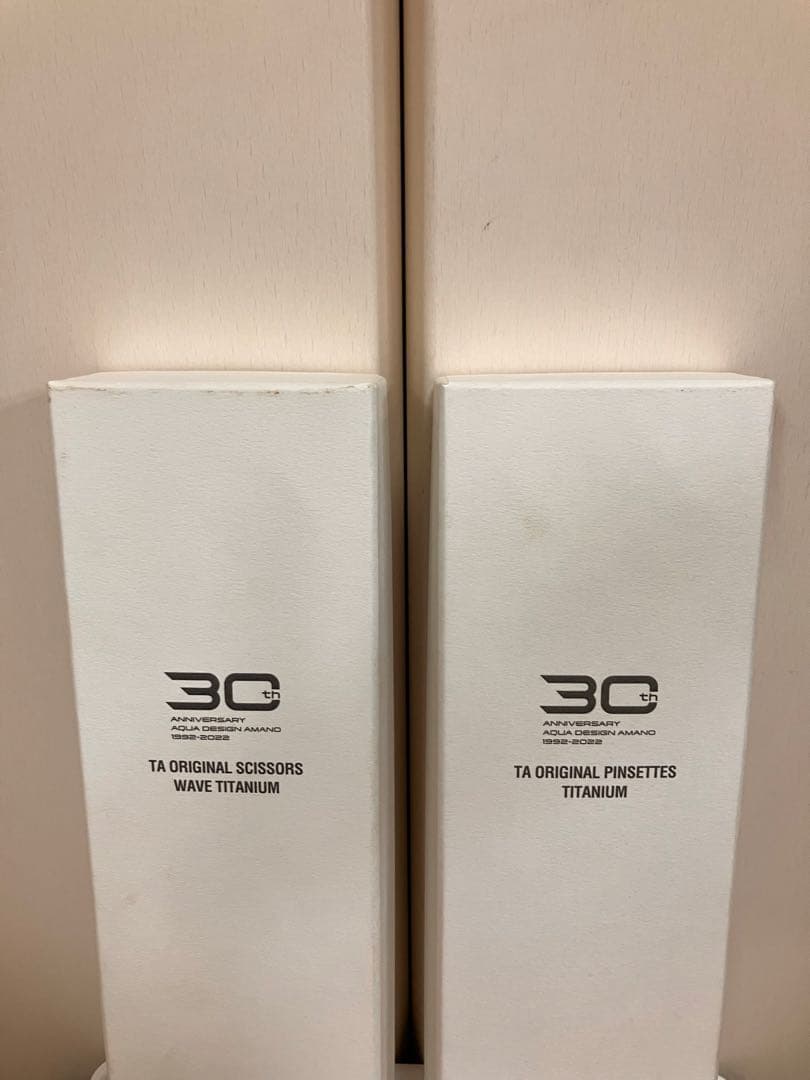 30th
ANNIVERSARY
AQUA DESIGN AMANO
1992-2022
TA ORIGINAL SCISSORS
WAVE TITANIUM
30th
ANNIVERSARY
AQUA DESIGN AMANO
1992-2022
TA ORIGINAL PINSETTES
TITANIUM